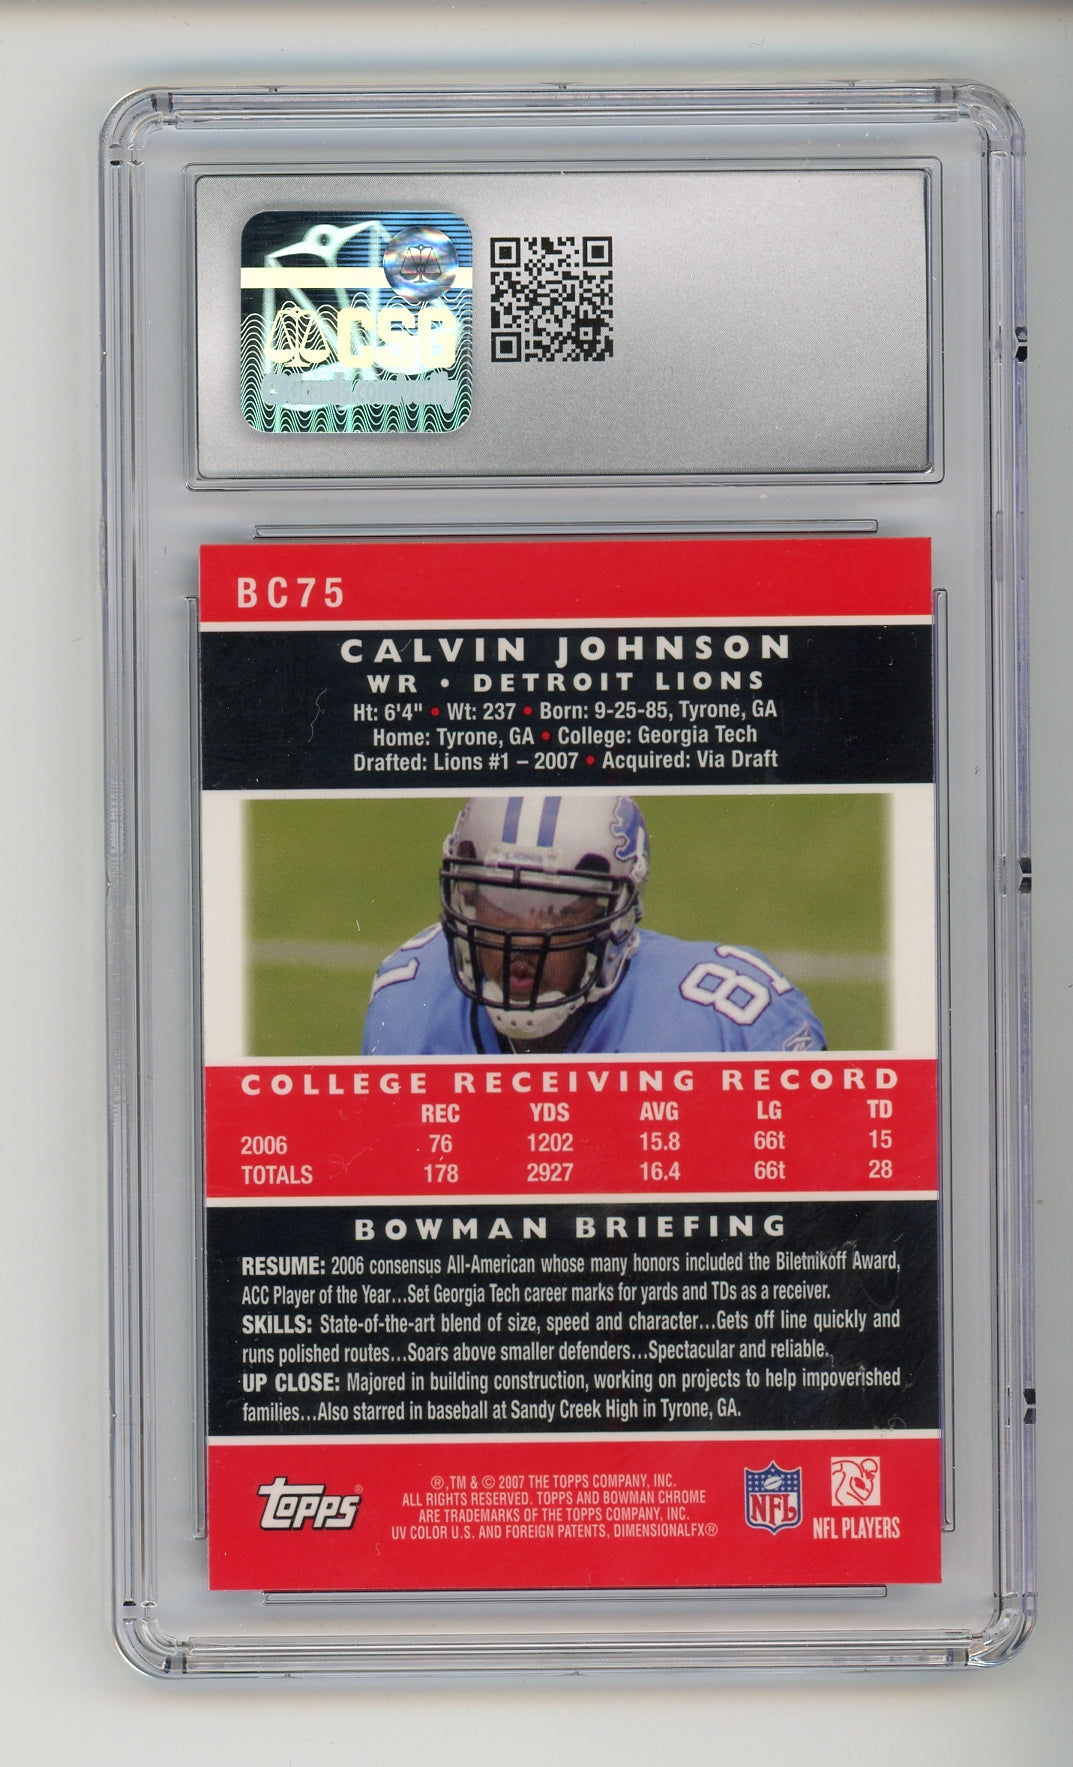 CSG
BC75
CALVIN JOHNSON
WR • DETROIT LIONS
Ht: 6'4" • Wt: 237 • Born: 9-25-85, Tyrone, GA
Home: Tyrone, GA • College: Georgia Tech
Drafted: Lions #1 – 2007 • Acquired: Via Draft
LIONS
81
COLLEGE RECEIVING RECORD
REC YDS AVG LG TD
2006 76 1202 15.8 66t 15
TOTALS 178 2927 16.4 66t 28
BOWMAN BRIEFING
RESUME: 2006 consensus All-American whose many honors included the Biletnikoff Award,
ACC Player of the Year...Set Georgia Tech career marks for yards and TDs as a receiver.
SKILLS: State-of-the-art blend of size, speed and character...Gets off line quickly and
runs polished routes...Soars above smaller defenders...Spectacular and reliable.
UP CLOSE: Majored in building construction, working on projects to help impoverished
families...Also starred in baseball at Sandy Creek High in Tyrone, GA.
Topps®
®,TM & © 2007 THE TOPPS COMPANY, INC.
ALL RIGHTS RESERVED. TOPPS AND BOWMAN CHROME
ARE TRADEMARKS OF THE TOPPS COMPANY, INC.
UV COLOR U.S. AND FOREIGN PATENTS, DIMENSIONALFX®
NFL
NFL PLAYERS